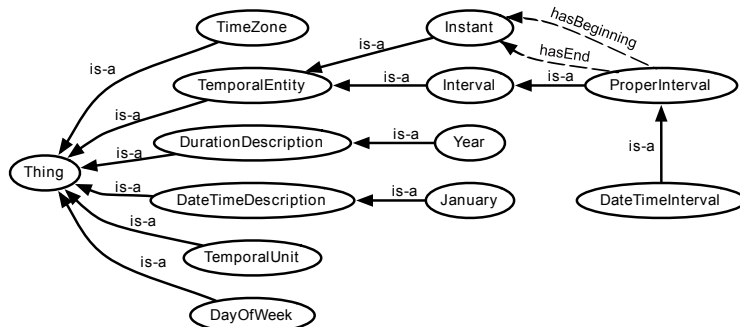 TimeZone
Instant
hasBeginning
is-a
hasEnd
is-a
TemporalEntity
is-a
Interval
is-a
ProperInterval
is-a
DurationDescription
is-a
Year
is-a
is-a
Thing
is-a
DateTimeDescription
is-a
January
DateTimeInterval
is-a
TemporalUnit
is-a
DayOfWeek